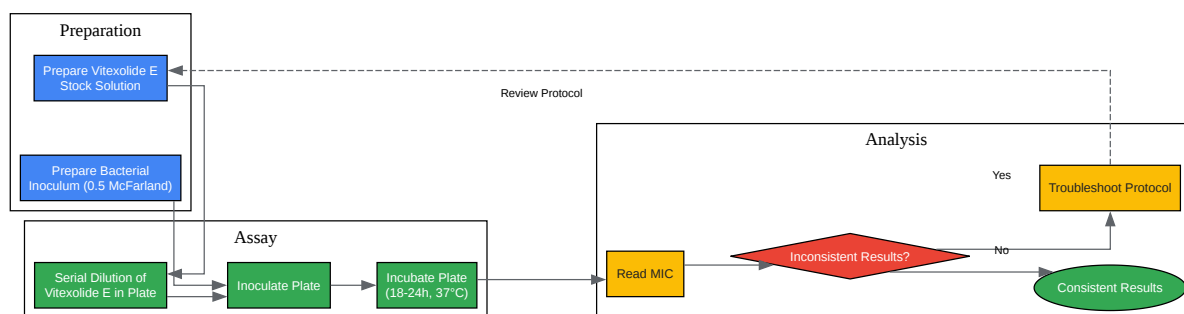 Preparation
Prepare Vitexolide E
Stock Solution
Review Protocol
Prepare Bacterial
Inoculum (0.5 McFarland)
Assay
Serial Dilution of
Vitexolide E in Plate
Inoculate Plate
Incubate Plate
(18-24h, 37°C)
Analysis
Read MIC
Inconsistent Results?
Yes
Troubleshoot Protocol
No
Consistent Results